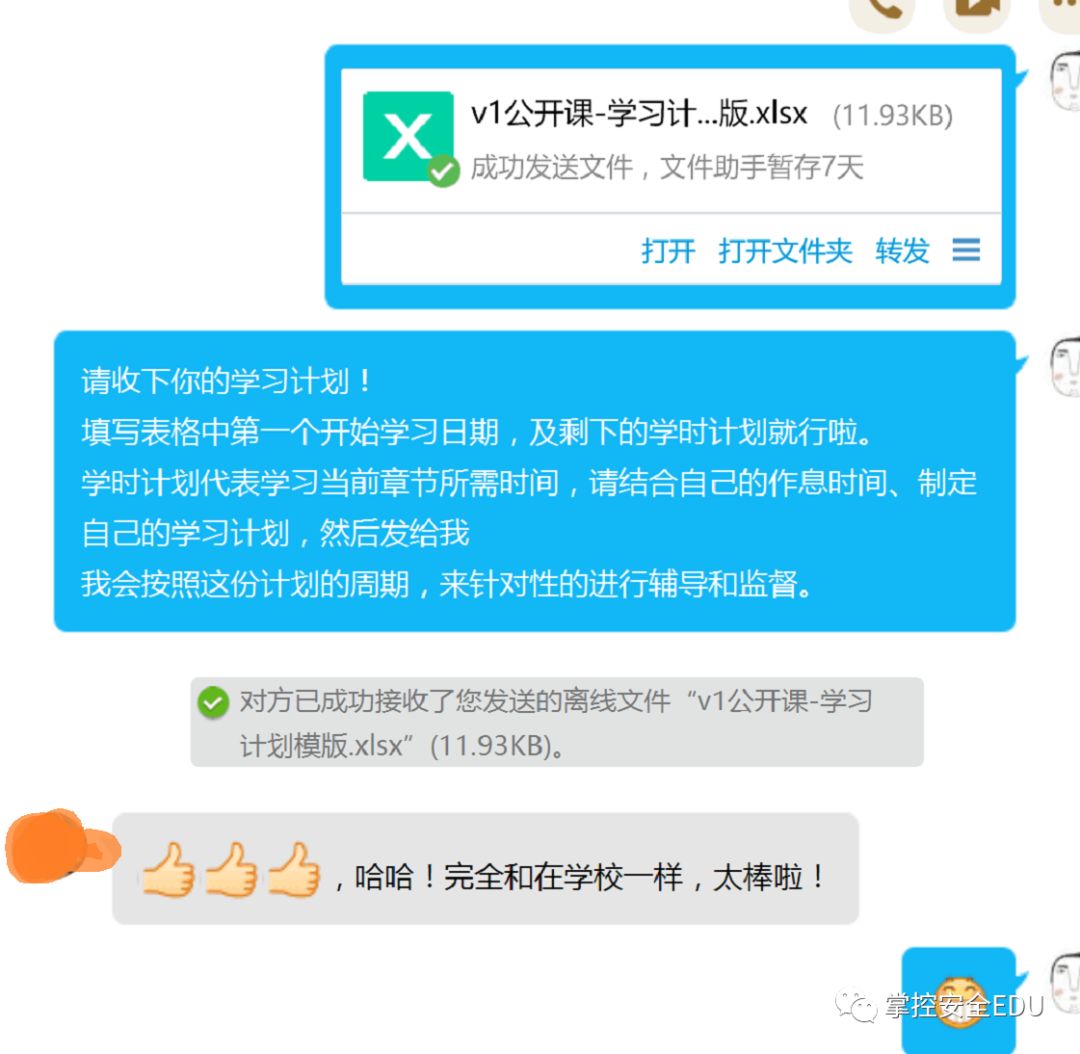 v1公开课-学习计...版.xlsx (11.93KB)
成功发送文件，文件助手暂存7天
打开 打开文件夹 转发
请收下你的学习计划！
填写表格中第一个开始学习日期，及剩下的学时计划就行啦。
学时计划代表学习当前章节所需时间，请结合自己的作息时间、制定
自己的学习计划，然后发给我
我会按照这份计划的周期，来针对性的进行辅导和监督。
对方已成功接收了您发送的离线文件“v1公开课-学习
计划模版.xlsx”(11.93KB)。
，哈哈！完全和在学校一样，太棒啦！
掌控安全EDU